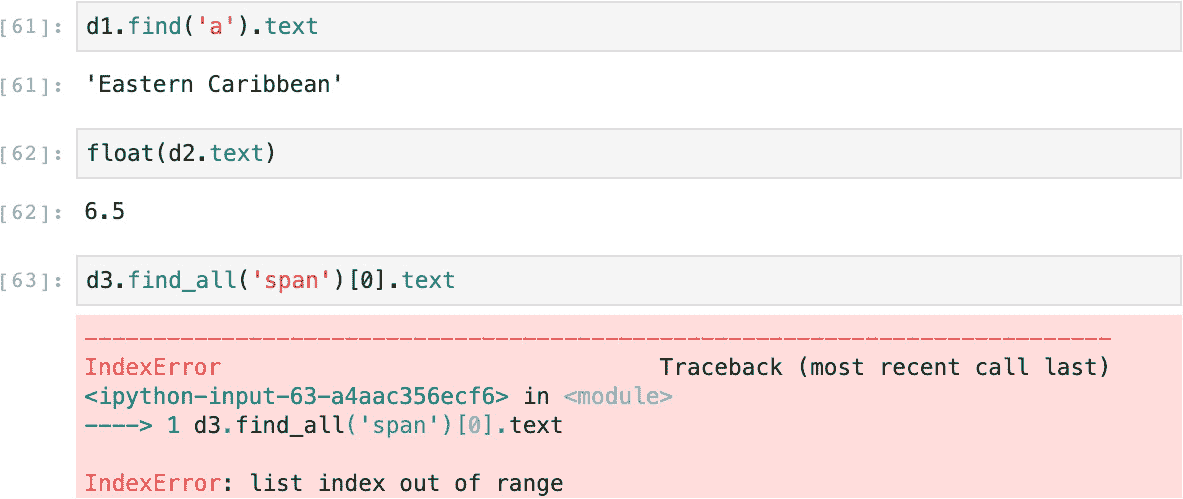 [61]: d1.find('a').text
[61]: 'Eastern Caribbean'
[62]: float(d2.text)
[62]: 6.5
[63]: d3.find_all('span')[0].text
---------------------------------------------------------------------------
IndexError                                Traceback (most recent call last)
<ipython-input-63-a4aac356ecf6> in <module>
----> 1 d3.find_all('span')[0].text
IndexError: list index out of range